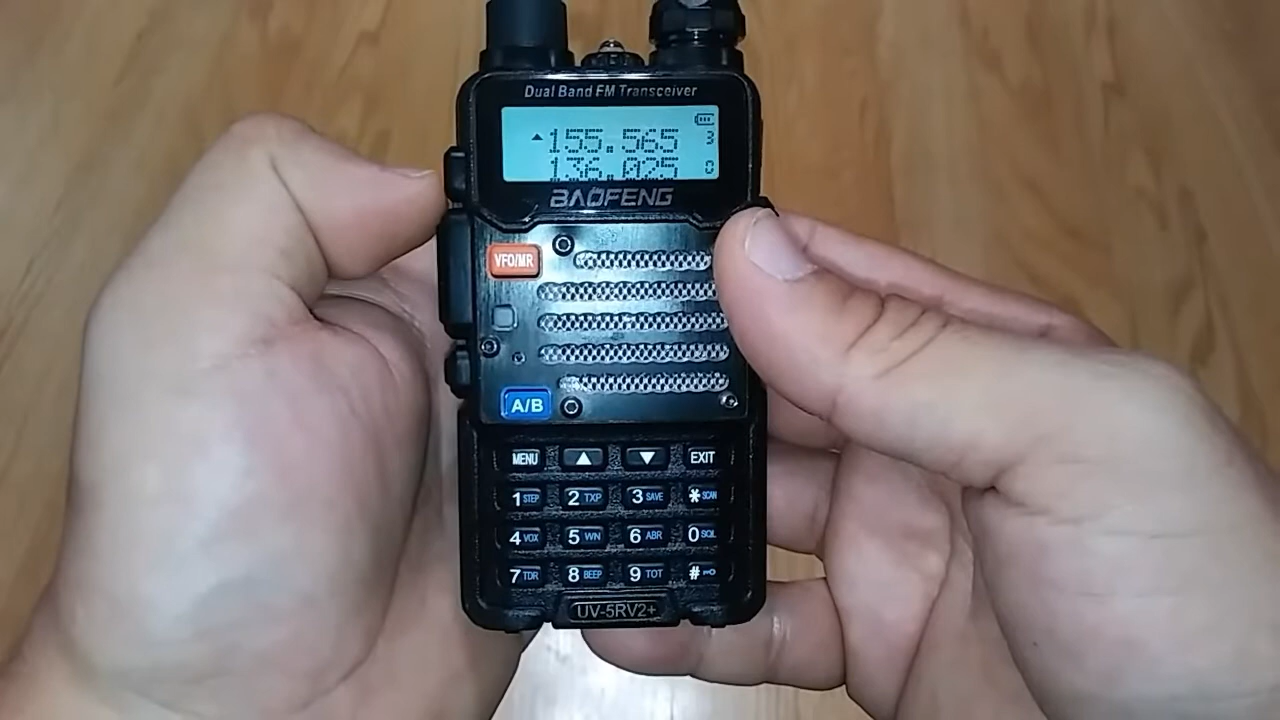 Dual Band FM Transceiver
▲155.565 3
136.025 0
BAOFENG
VFO/MR
A/B
MENU ▲ ▼ EXIT
1 STEP 2 TXP 3 SAVE * SCAN
4 VOX 5 WN 6 ABR 0 SQL
7 TDR 8 BEEP 9 TOT #
UV-5RV2+